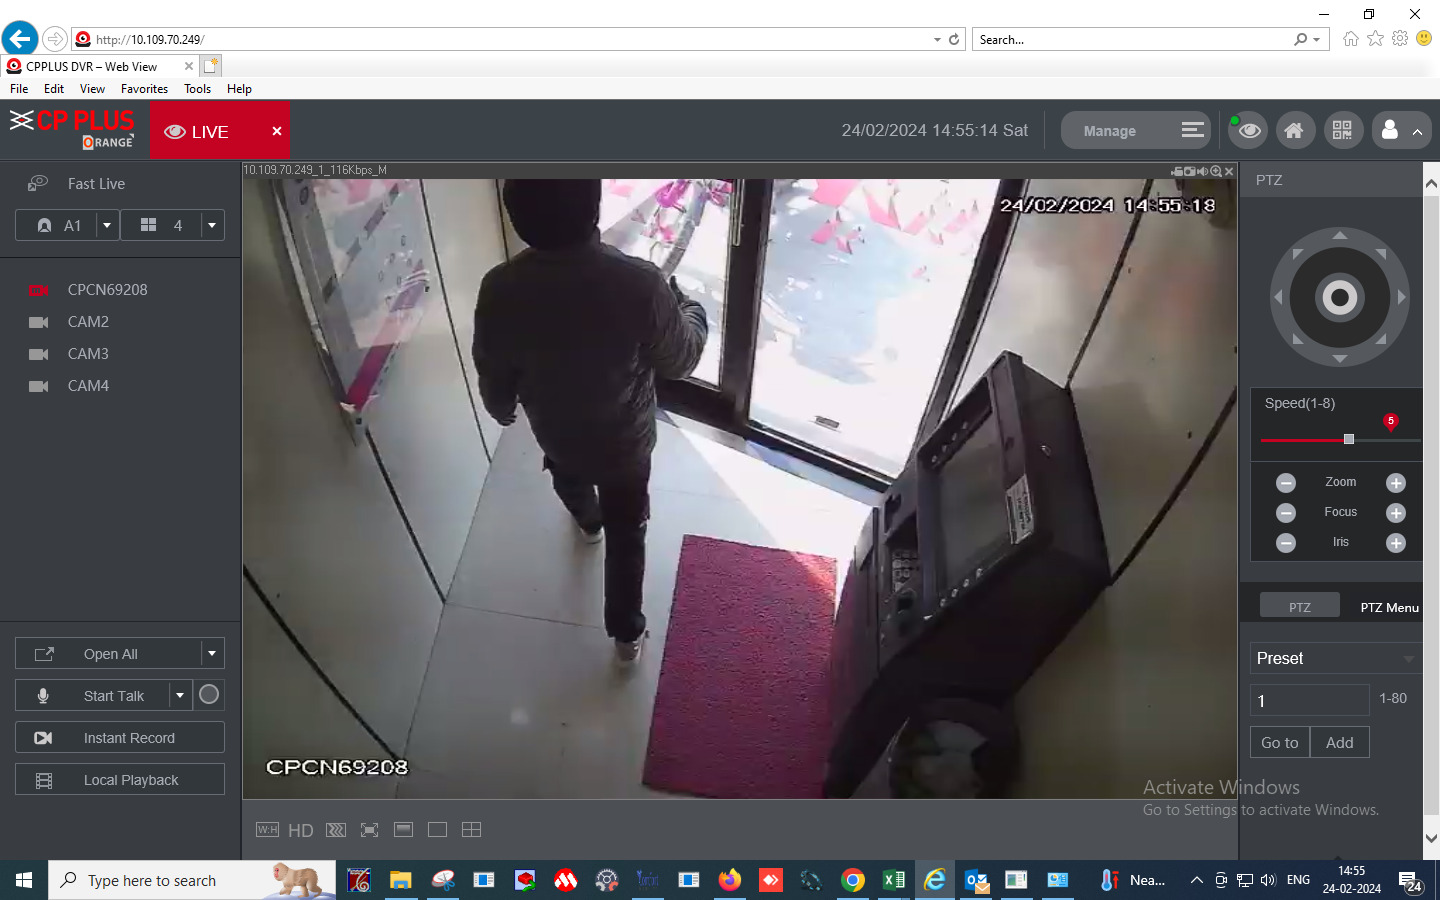 http://10.109.70.249/
Search...
CPPLUS DVR – Web View
File Edit View Favorites Tools Help
CP PLUS
ORANGE
LIVE
24/02/2024 14:55:14 Sat
Manage
Fast Live
A1
4
CPCN69208
CAM2
CAM3
CAM4
Open All
Start Talk
Instant Record
Local Playback
10.109.70.249_1_116Kbps_M
24/02/2024 14:55:18
CPCN69208
W:H
HD
PTZ
Speed(1-8)
5
Zoom
Focus
Iris
PTZ
PTZ Menu
Preset
1
1-80
Go to
Add
Activate Windows
Go to Settings to activate Windows.
Type here to search
Nea...
ENG
14:55
24-02-2024
24